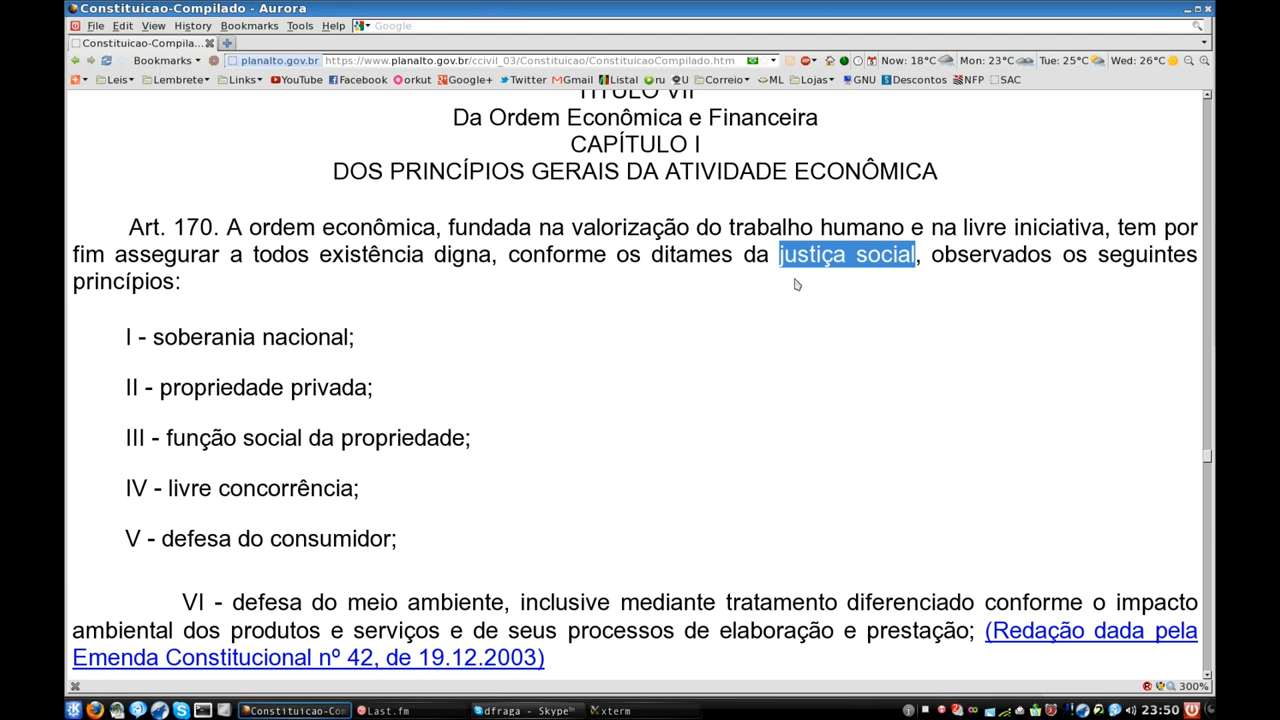 Constituicao-Compilado - Aurora
File Edit View History Bookmarks Tools Help Google
Constituicao-Compila...
Bookmarks planalto.gov.br https://www.planalto.gov.br/ccivil_03/Constituicao/ConstituicaoCompilado.htm Now: 18°C Mon: 23°C Tue: 25°C Wed: 26°C
Leis Lembrete Links YouTube Facebook orkut Google+ Twitter Gmail Listal ru U Correio ML Lojas GNU Descontos NFP SAC
TÍTULO VII
Da Ordem Econômica e Financeira
CAPÍTULO I
DOS PRINCÍPIOS GERAIS DA ATIVIDADE ECONÔMICA
Art. 170. A ordem econômica, fundada na valorização do trabalho humano e na livre iniciativa, tem por
fim assegurar a todos existência digna, conforme os ditames da justiça social, observados os seguintes
princípios:
I - soberania nacional;
II - propriedade privada;
III - função social da propriedade;
IV - livre concorrência;
V - defesa do consumidor;
VI - defesa do meio ambiente, inclusive mediante tratamento diferenciado conforme o impacto
ambiental dos produtos e serviços e de seus processos de elaboração e prestação; (Redação dada pela
Emenda Constitucional nº 42, de 19.12.2003)
300%
Constituicao-Com Last.fm dfraga - Skype™ xterm 23:50